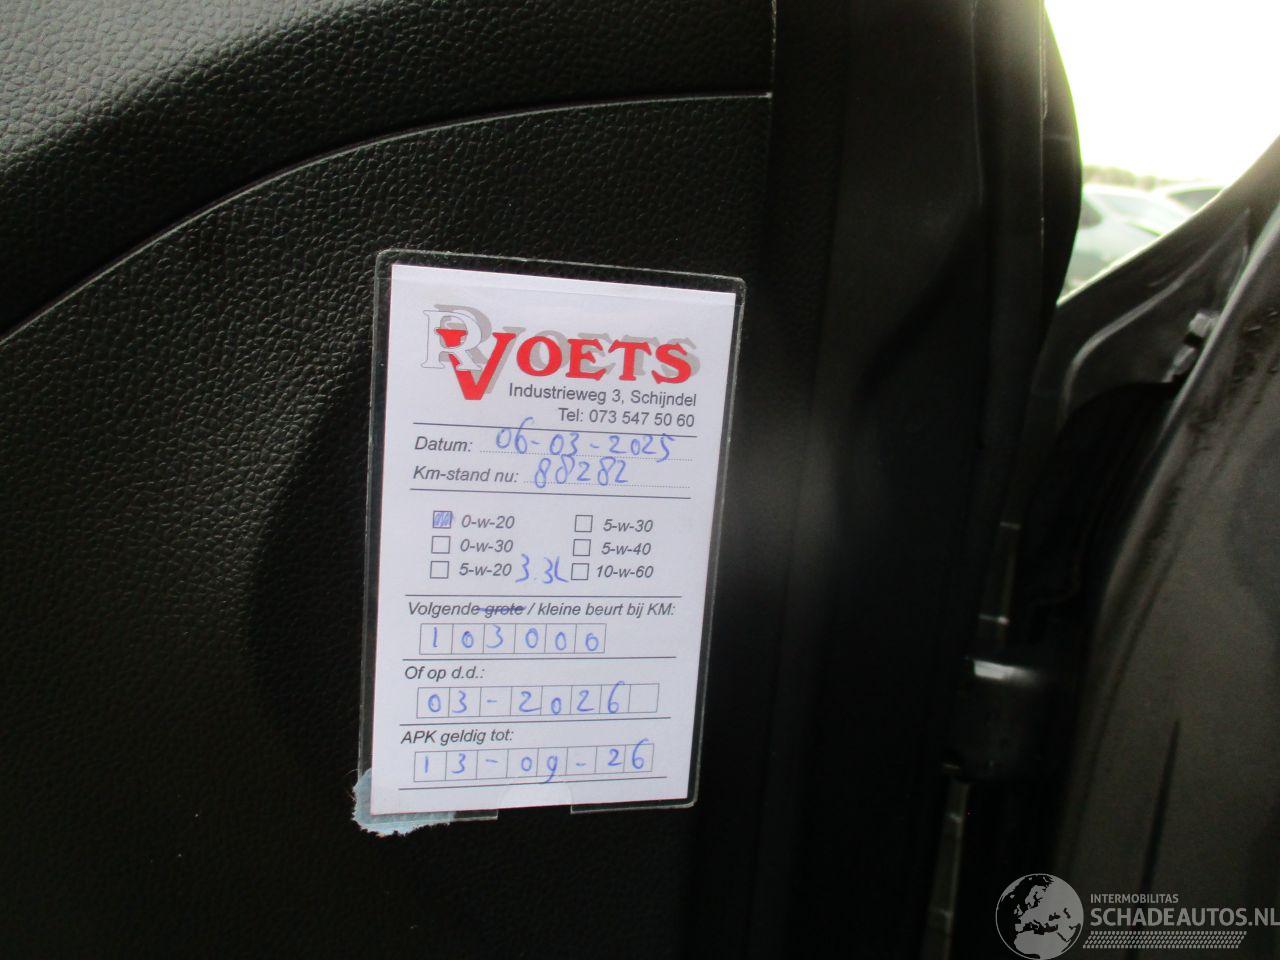 R VOETS
Industrieweg 3, Schijndel
Tel: 073 547 50 60
Datum: 06-03-2025
Km-stand nu: 88282
0-w-20 5-w-30
0-w-30 5-w-40
5-w-20 3.3L 10-w-60
Volgende grote / kleine beurt bij KM:
103000
Of op d.d.:
03-2026
APK geldig tot:
13-09-26
INTERMOBILITAS
SCHADEAUTOS.NL